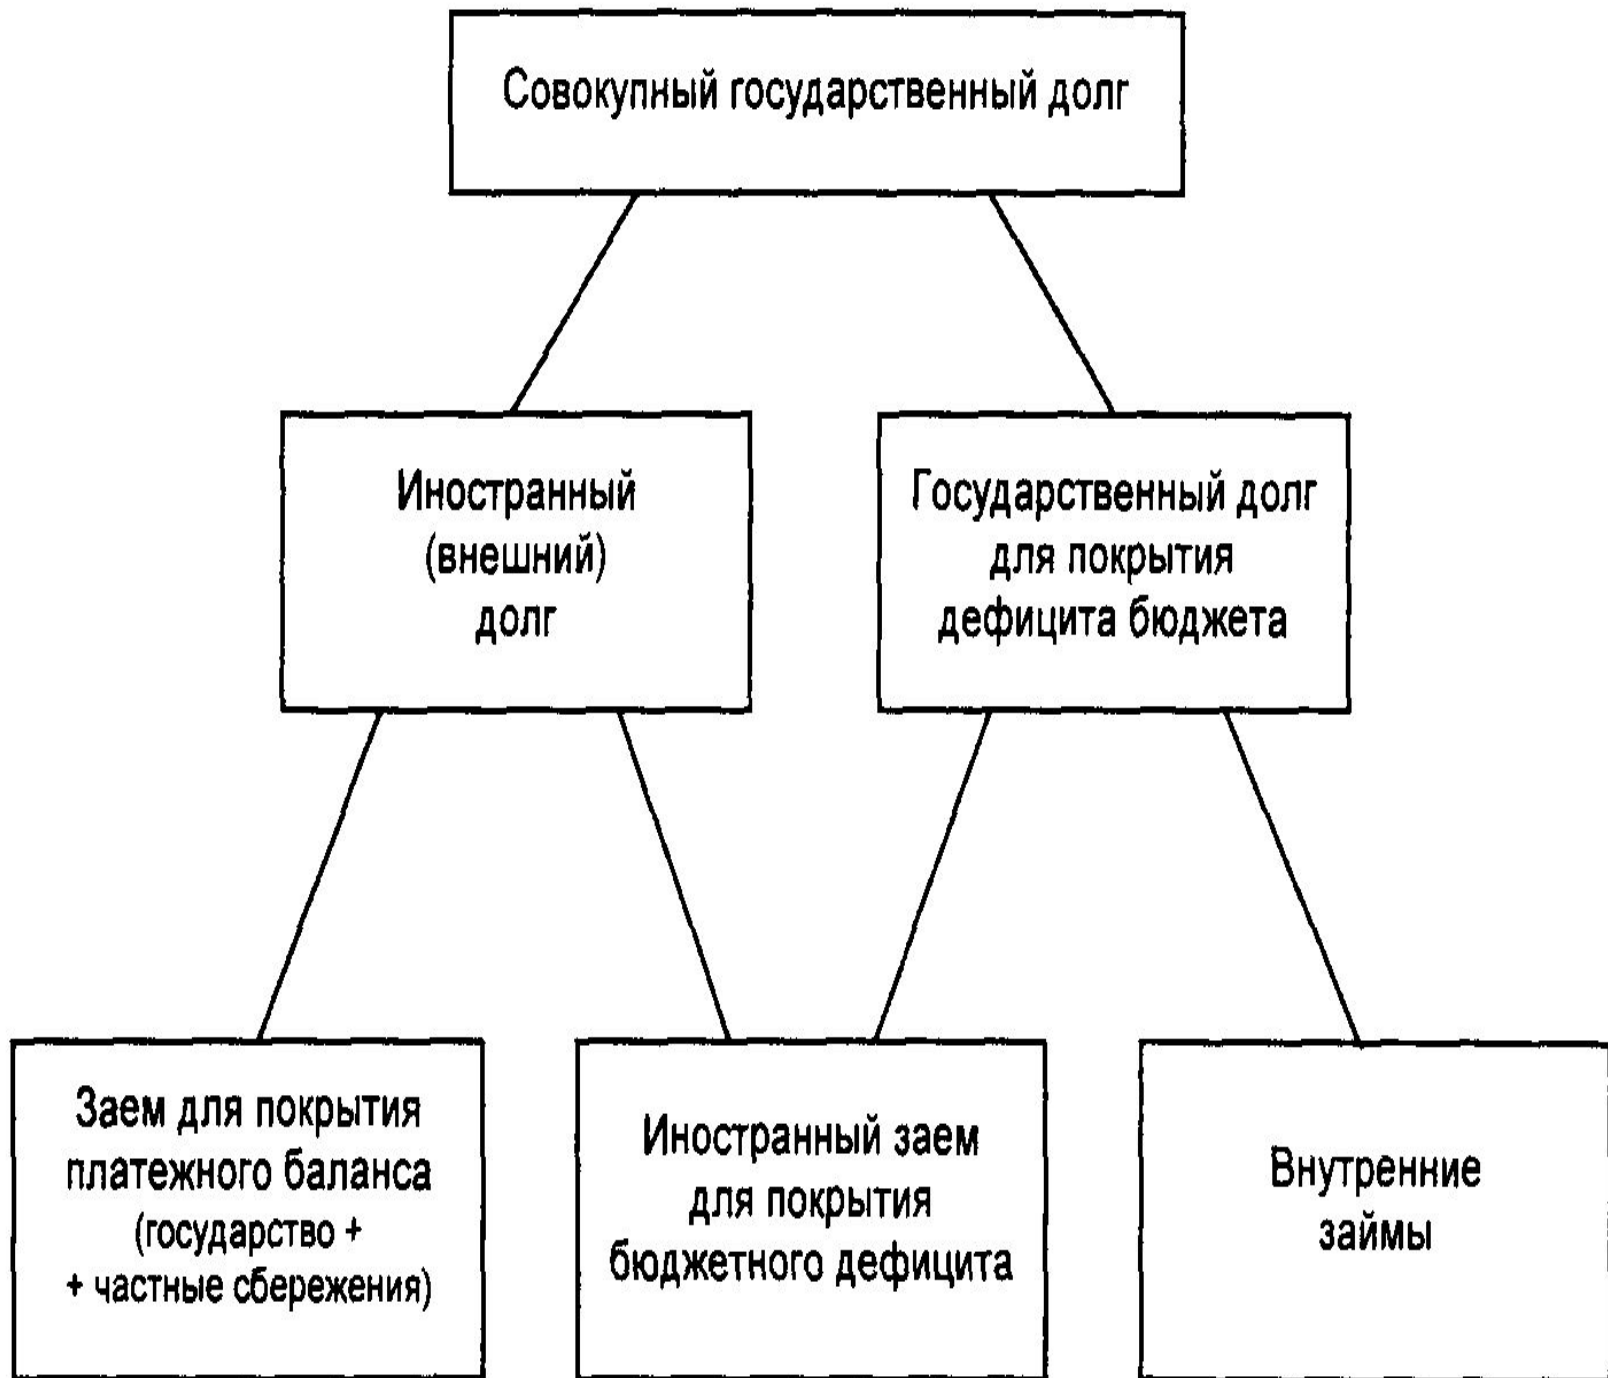 Совокупный государственный долг
Иностранный
(внешний)
долг
Государственный долг
для покрытия
дефицита бюджета
Заем для покрытия
платежного баланса
(государство +
+ частные сбережения)
Иностранный заем
для покрытия
бюджетного дефицита
Внутренние
займы